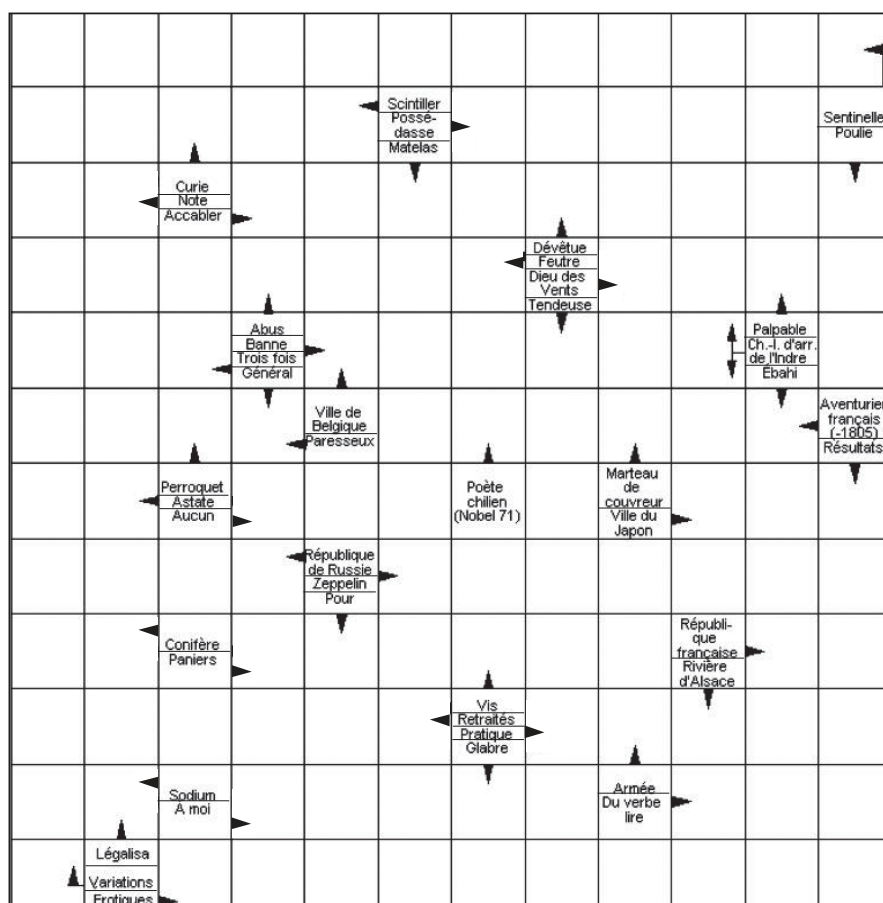 Scintiller
Possé-
dasse
Matelas
Sentinelle
Poulie
Curie
Note
Accabler
Dévêtue
Feutre
Dieu des
Vents
Tendeuse
Abus
Banne
Trois fois
Général
Palpable
Ch.-l. d'arr.
de l'Indre
Ébahi
Ville de
Belgique
Paresseux
Aventurier
français
(-1805)
Résultats
Perroquet
Astate
Aucun
Poète
chilien
(Nobel 71)
Marteau
de
couvreur
Ville du
Japon
République
de Russie
Zeppelin
Pour
Conifère
Paniers
Républi-
que
française
Rivière
d'Alsace
Vis
Retraités
Pratique
Glabre
Sodium
A moi
Armée
Du verbe
lire
Légalisa
Variations
Erotiques